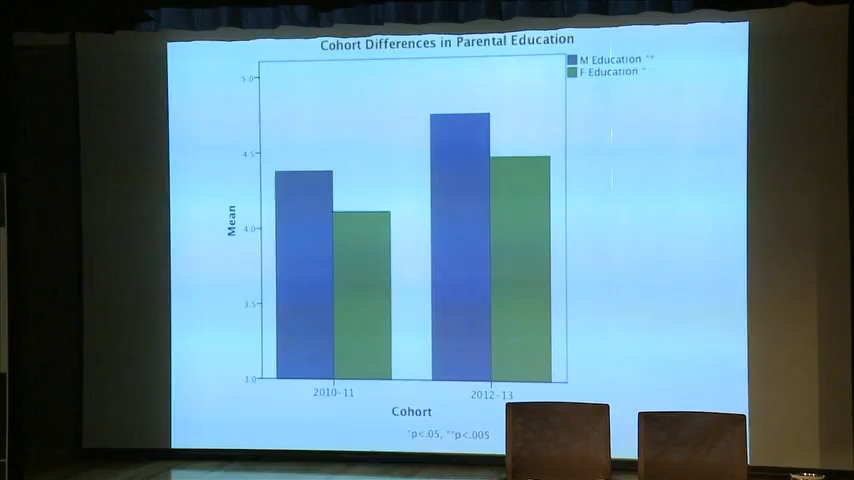 Cohort Differences in Parental Education
M Education **
F Education *
5.0
4.5
4.0
3.5
3.0
Mean
2010-11
2012-13
Cohort
*p<.05, **p<.005